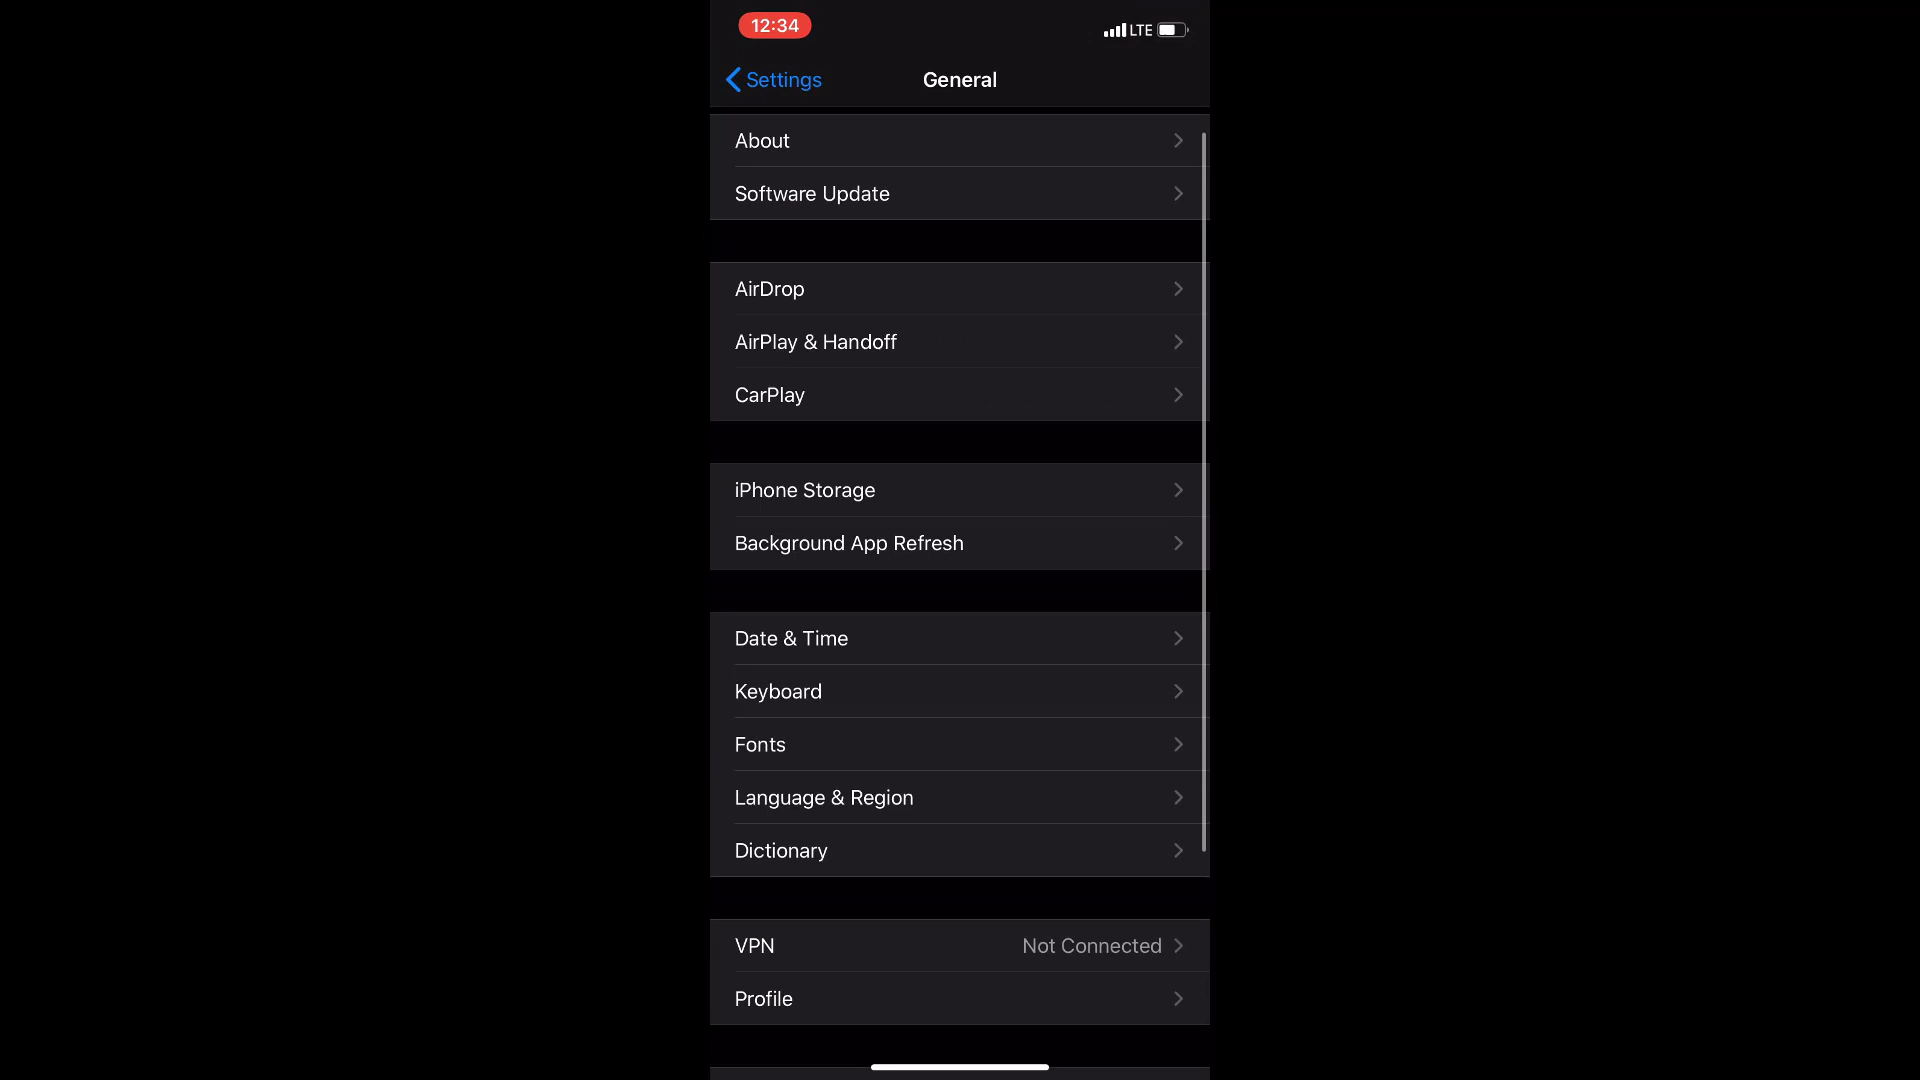 12:34
LTE
Settings
General
About
Software Update
AirDrop
AirPlay & Handoff
CarPlay
iPhone Storage
Background App Refresh
Date & Time
Keyboard
Fonts
Language & Region
Dictionary
VPN Not Connected
Profile